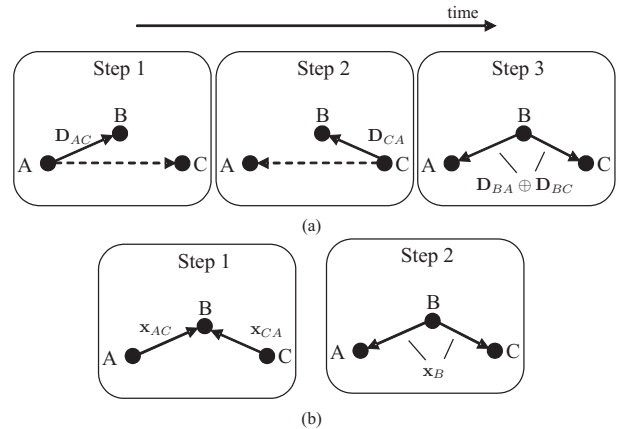 time
Step 1
B
D_AC
A
C
Step 2
B
D_CA
A
C
Step 3
B
A
C
D_BA ⊕ D_BC
(a)
Step 1
B
x_AC
x_CA
A
C
Step 2
B
A
C
x_B
(b)